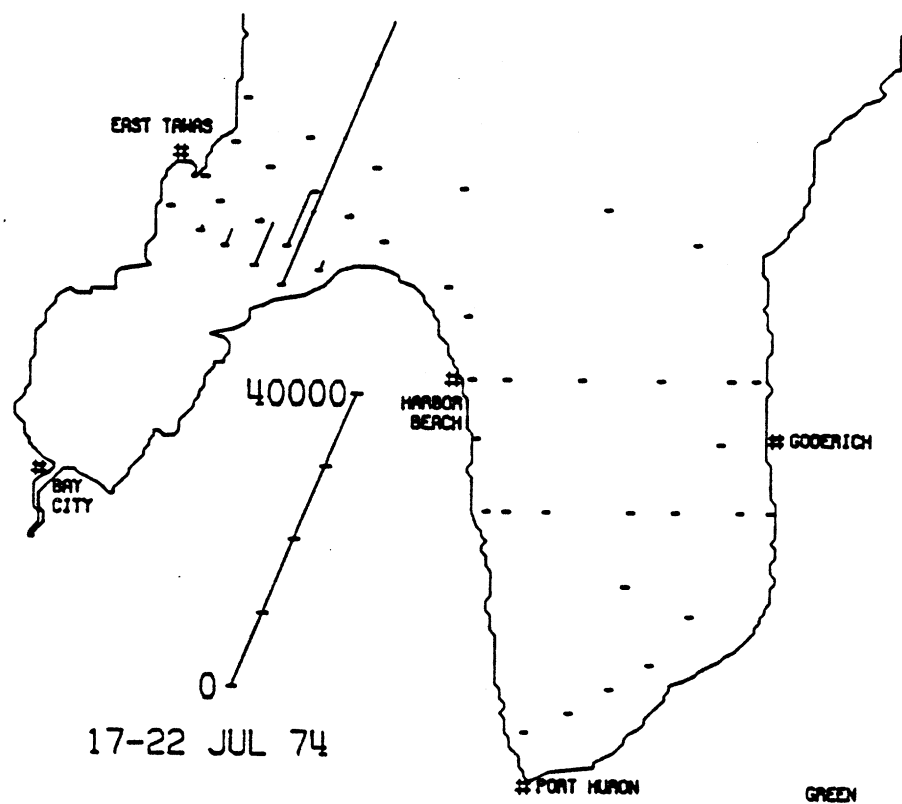 EAST TAWAS
#
40000
#
HARBOR
BEACH
# GODERICH
#
BAY
CITY
0
17-22 JUL 74
# PORT HURON
GREEN